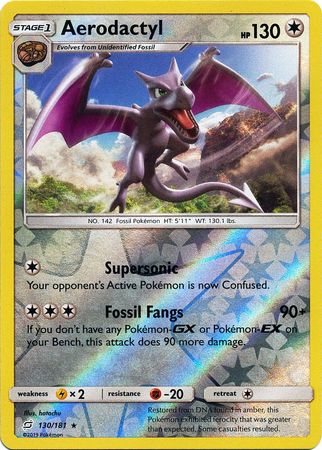 STAGE 1 Aerodactyl HP 130
Evolves from Unidentified Fossil
NO. 142 Fossil Pokémon HT: 5'11" WT: 130.1 lbs.
Supersonic
Your opponent's Active Pokémon is now Confused.
Fossil Fangs 90+
If you don't have any Pokémon-GX or Pokémon-EX on
your Bench, this attack does 90 more damage.
weakness × 2 resistance -20 retreat
Illus. hatachu
130/181
©2019 Pokémon
Restored from DNA found in amber, this
Pokémon exhibited ferocity that was greater
than expected. Some casualties resulted.